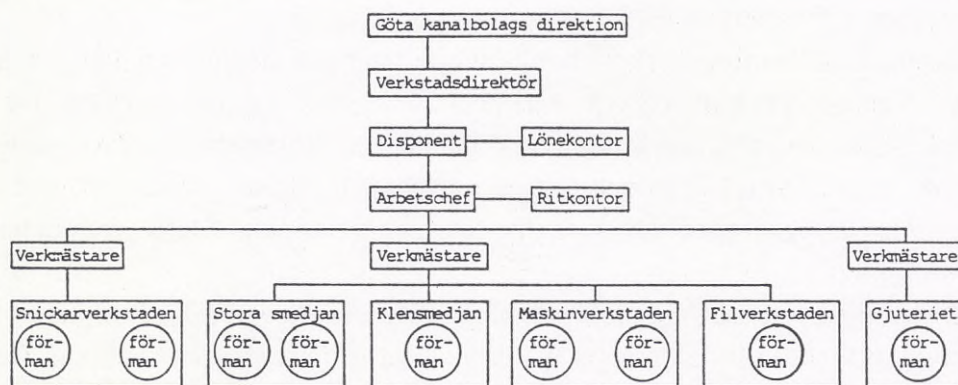 Göta kanalbolags direktion
Verkstadsdirektör
Disponent Lönekontor
Arbetschef Ritkontor
Verkmästare Verkmästare Verkmästare
Snickarverkstaden Stora smedjan Klensmedjan Maskinverkstaden Filverkstaden Gjuteriet
för- för- för- för- för- för- för- för- för-
man man man man man man man man man